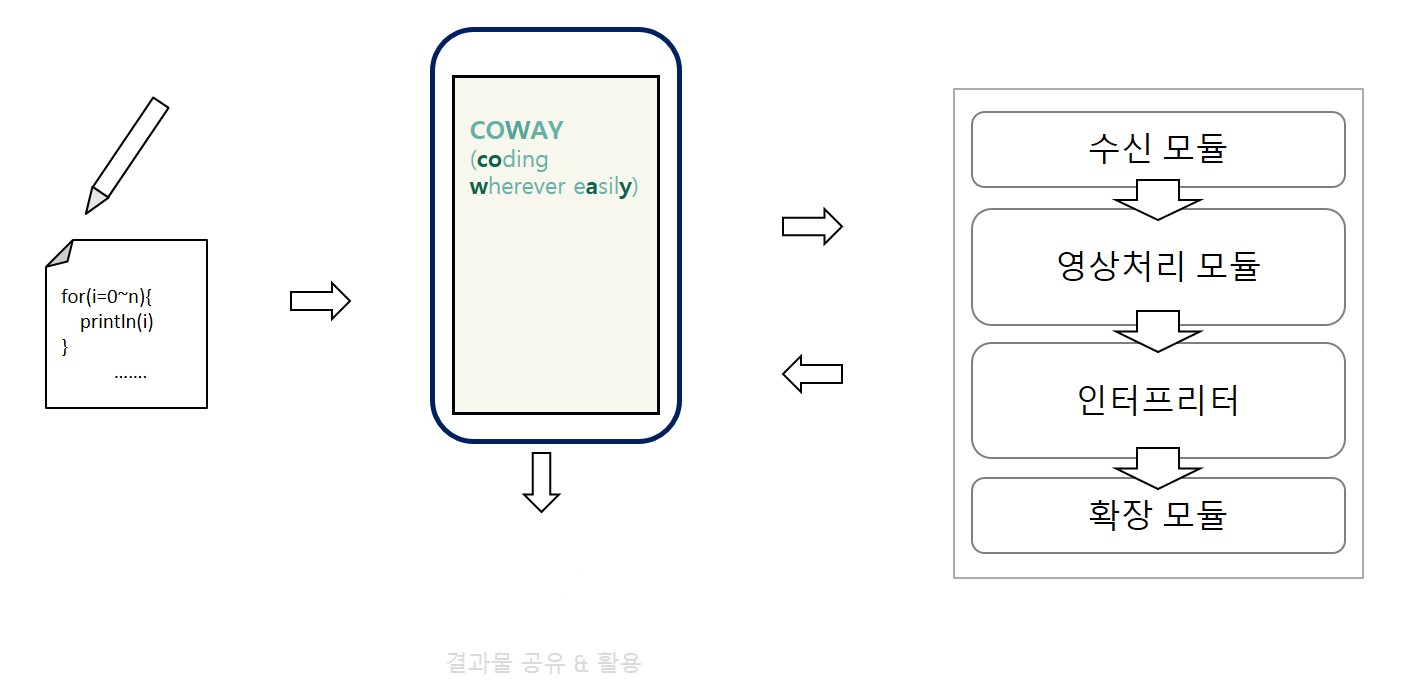 for(i=0~n){
println(i)
}
.......
COWAY
(coding
wherever easily)
수신 모듈
영상처리 모듈
인터프리터
확장 모듈
결과물 공유 & 활용